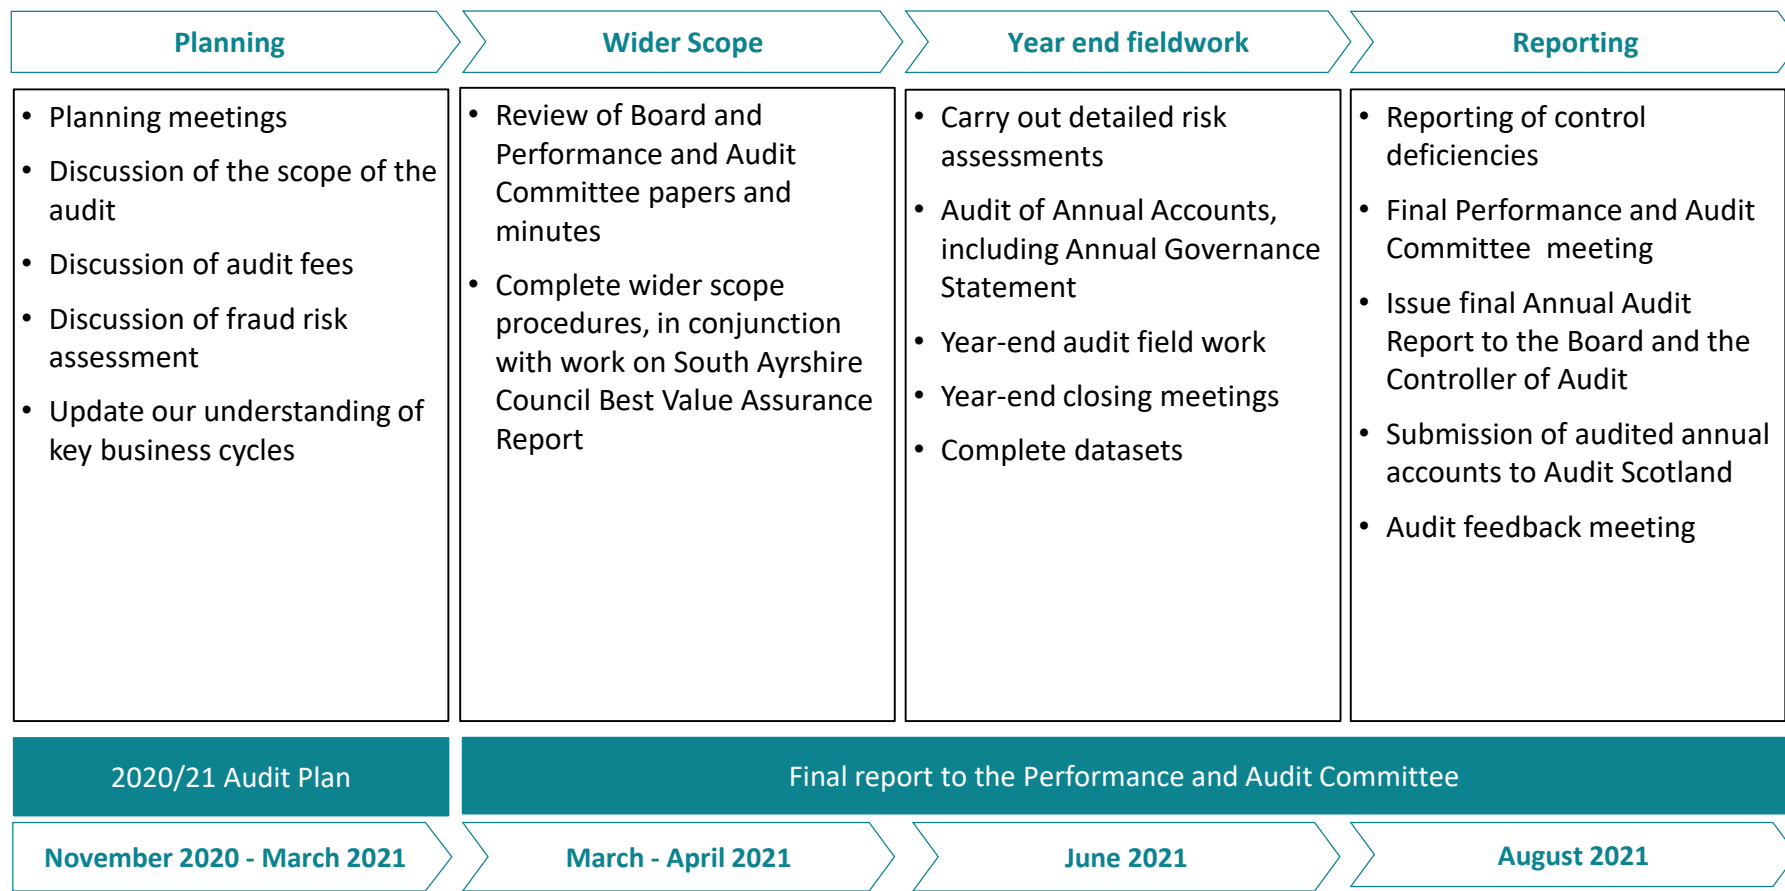 Planning
Wider Scope
Year end fieldwork
Reporting
• Planning meetings
• Discussion of the scope of the
audit
• Discussion of audit fees
• Discussion of fraud risk
assessment
• Update our understanding of
key business cycles
• Review of Board and
Performance and Audit
Committee papers and
minutes
• Complete wider scope
procedures, in conjunction
with work on South Ayrshire
Council Best Value Assurance
Report
• Carry out detailed risk
assessments
• Audit of Annual Accounts,
including Annual Governance
Statement
• Year-end audit field work
• Year-end closing meetings
• Complete datasets
• Reporting of control
deficiencies
• Final Performance and Audit
Committee  meeting
• Issue final Annual Audit
Report to the Board and the
Controller of Audit
• Submission of audited annual
accounts to Audit Scotland
• Audit feedback meeting
2020/21 Audit Plan
Final report to the Performance and Audit Committee
November 2020 - March 2021
March - April 2021
June 2021
August 2021